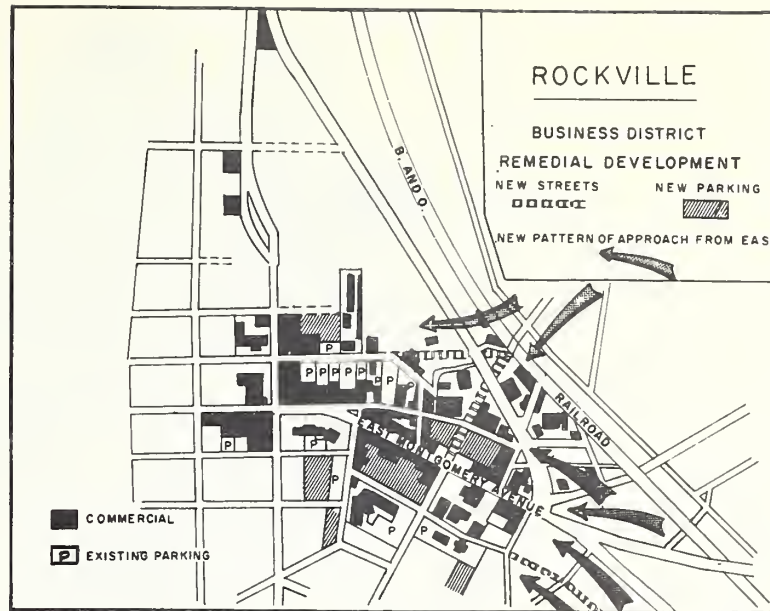 ROCKVILLE
BUSINESS DISTRICT
REMEDIAL DEVELOPMENT
NEW STREETS NEW PARKING
NEW PATTERN OF APPROACH FROM EAS
B. AND O.
RAILROAD
P
P P P P P P P
P
EAST MONTGOMERY AVENUE
P P
P
P P
COMMERCIAL
P EXISTING PARKING